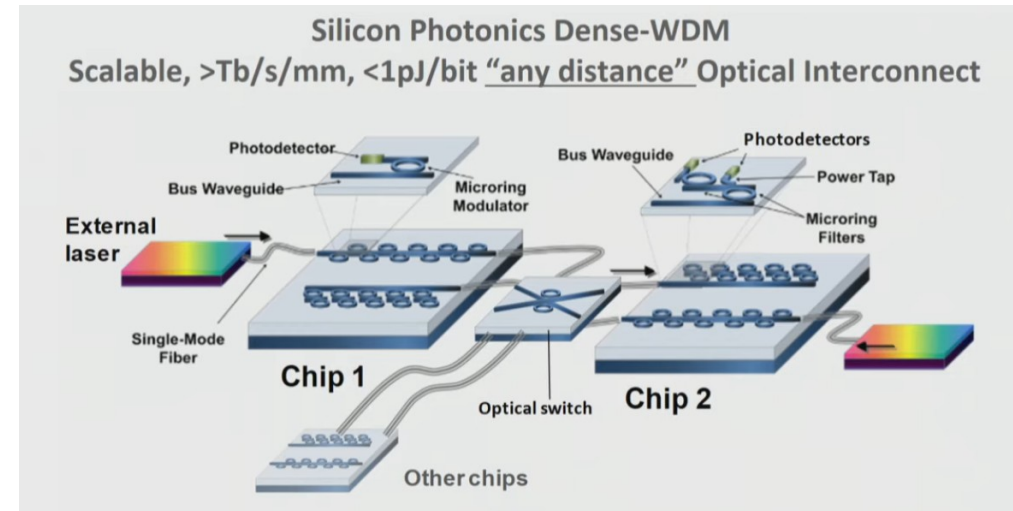 Silicon Photonics Dense-WDM
Scalable, >Tb/s/mm, <1pJ/bit “any distance” Optical Interconnect
Photodetector
Bus Waveguide
Microring
Modulator
External
laser
Single-Mode
Fiber
Chip 1
Bus Waveguide
Photodetectors
Power Tap
Microring
Filters
Optical switch
Chip 2
Other chips